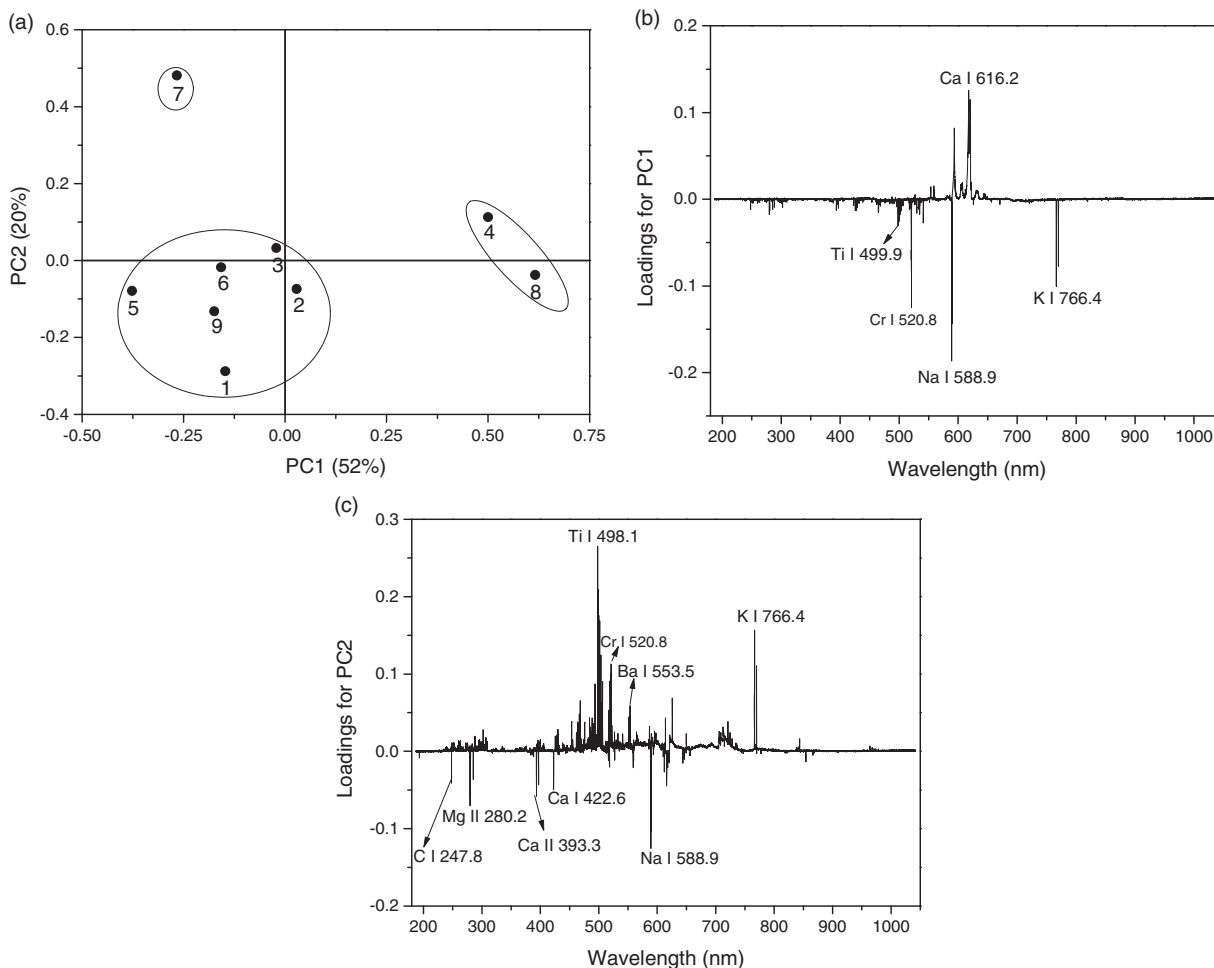 (a)
0.6
0.4
0.2
0.0
-0.2
-0.4
PC2 (20%)
7
4
3
6
8
5
2
9
1
-0.50
-0.25
0.00
0.25
0.50
0.75
PC1 (52%)
(b)
0.2
0.1
0.0
-0.1
-0.2
Loadings for PC1
Ca I 616.2
Ti I 499.9
K I 766.4
Cr I 520.8
Na I 588.9
200 300 400 500 600 700 800 900 1000
Wavelength (nm)
(c)
0.3
0.2
0.1
0.0
-0.1
-0.2
Loadings for PC2
Ti I 498.1
K I 766.4
Cr I 520.8
Ba I 553.5
Ca I 422.6
Mg II 280.2
Ca II 393.3
C I 247.8
Na I 588.9
200 300 400 500 600 700 800 900 1000
Wavelength (nm)